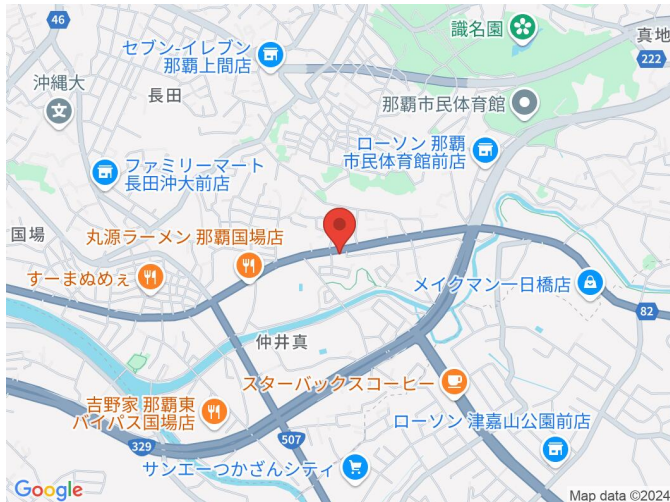 46
セブン-イレブン
那覇上間店
識名園
真地
222
沖縄大
長田
那覇市民体育館
ファミリーマート
長田沖大前店
ローソン 那覇
市民体育館前店
国場
丸源ラーメン 那覇国場店
すーまぬめぇ
メイクマン一日橋店
82
仲井真
スターバックスコーヒー
吉野家 那覇東
バイパス国場店
ローソン 津嘉山公園前店
329
507
サンエーつかざんシティ
Google
Map data ©2024